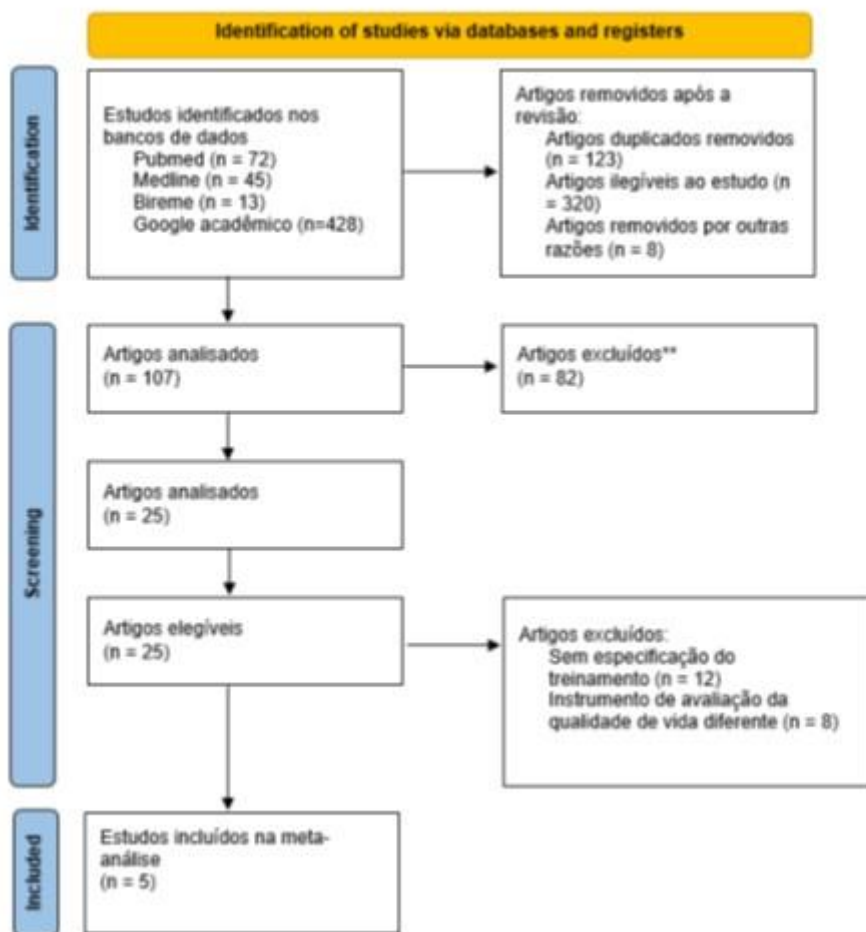 Identification of studies via databases and registers
Identification
Estudos identificados nos
bancos de dados
Pubmed (n = 72)
Medline (n = 45)
Bireme (n = 13)
Google acadêmico (n=428)
Artigos removidos após a
revisão:
Artigos duplicados removidos
(n = 123)
Artigos ilegíveis ao estudo (n
= 320)
Artigos removidos por outras
razões (n = 8)
Screening
Artigos analisados
(n = 107)
Artigos excluídos**
(n = 82)
Artigos analisados
(n = 25)
Artigos elegíveis
(n = 25)
Artigos excluídos:
Sem especificação do
treinamento (n = 12)
Instrumento de avaliação da
qualidade de vida diferente (n = 8)
Included
Estudos incluídos na meta-
análise
(n = 5)